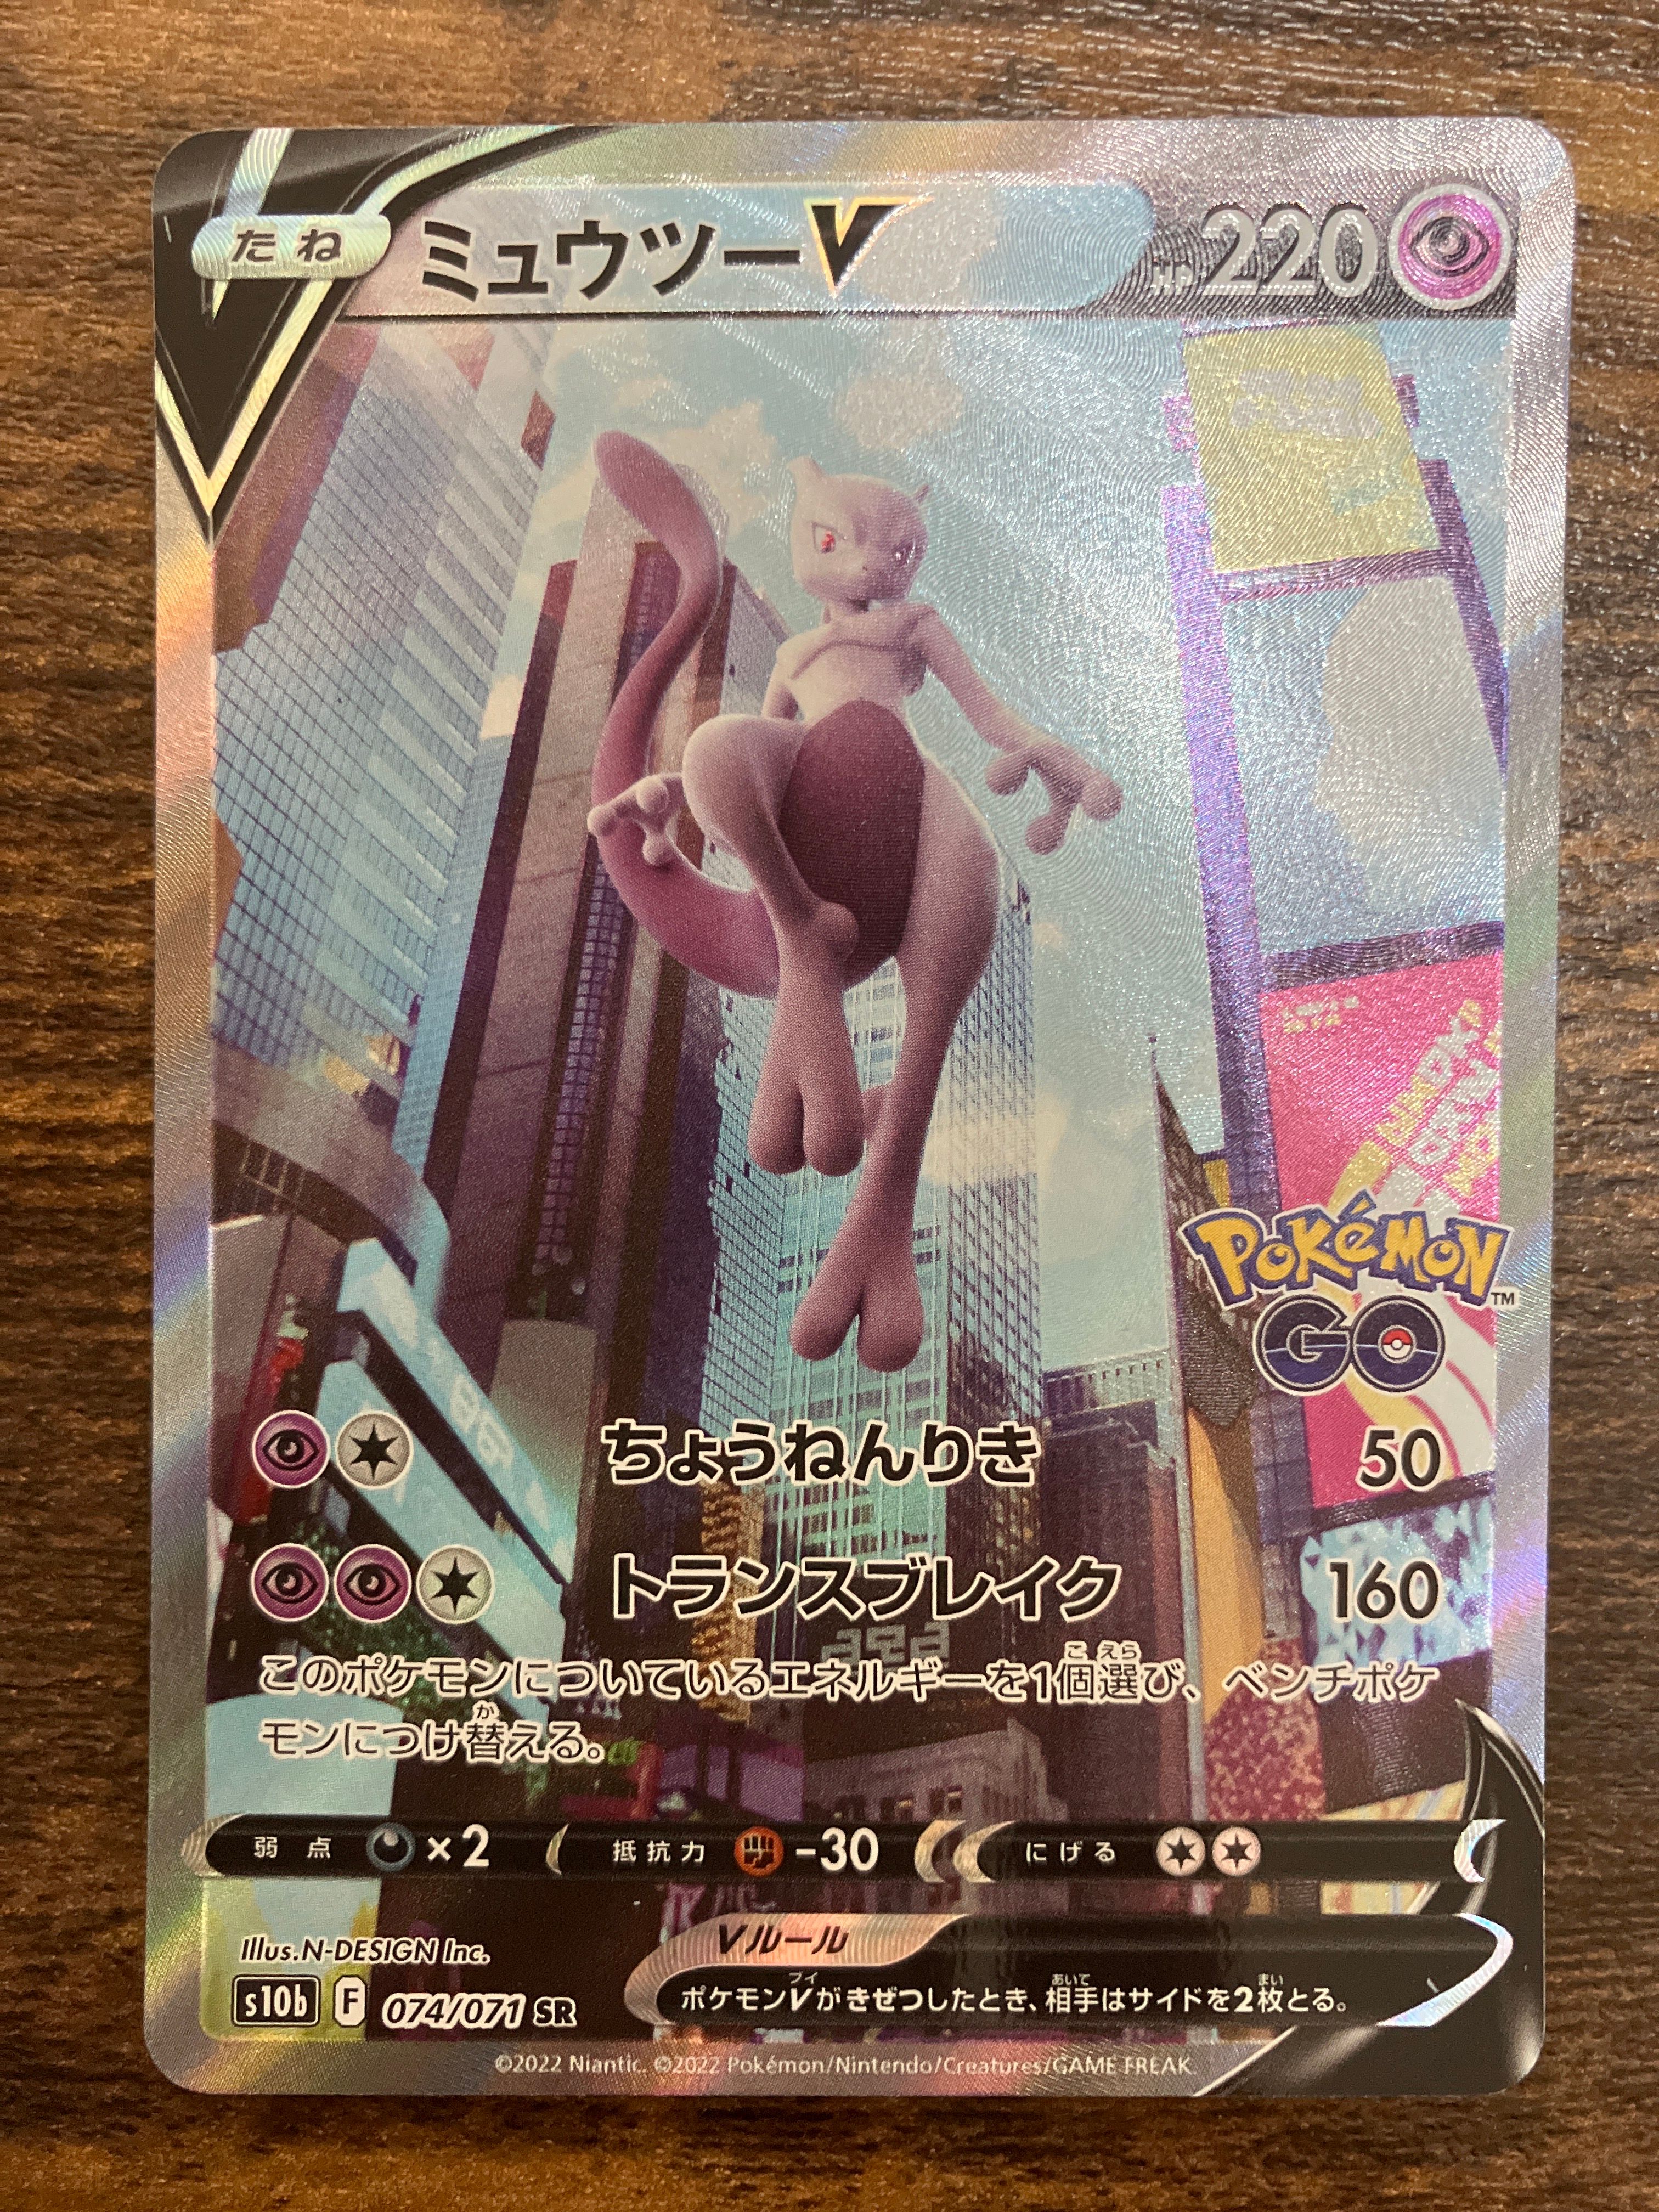 たね ミュウツーV HP 220
Pokémon
GO
™
ちょうねんりき 50
トランスブレイク 160
このポケモンについているエネルギーを1個選び、ベンチポケ
モンにつけ替える。
弱点 ×2 抵抗力 -30 にげる
Illus.N-DESIGN Inc.
Vルール
s10b F 074/071 SR
ポケモンVがきぜつしたとき、相手はサイドを2枚とる。
©2022 Niantic. ©2022 Pokémon/Nintendo/Creatures/GAME FREAK.